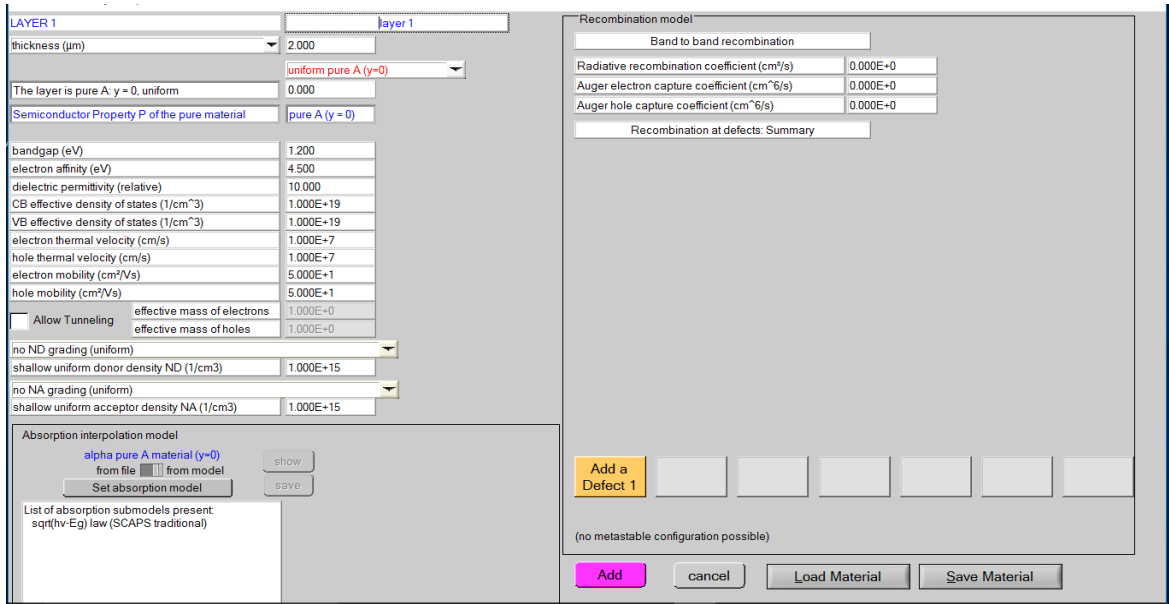 LAYER 1 layer 1
thickness (µm) 2.000
uniform pure A (y=0)
The layer is pure A: y = 0, uniform 0.000
Semiconductor Property P of the pure material pure A (y = 0)
bandgap (eV) 1.200
electron affinity (eV) 4.500
dielectric permittivity (relative) 10.000
CB effective density of states (1/cm^3) 1.000E+19
VB effective density of states (1/cm^3) 1.000E+19
electron thermal velocity (cm/s) 1.000E+7
hole thermal velocity (cm/s) 1.000E+7
electron mobility (cm²/Vs) 5.000E+1
hole mobility (cm²/Vs) 5.000E+1
Allow Tunneling
effective mass of electrons 1.000E+0
effective mass of holes 1.000E+0
no ND grading (uniform)
shallow uniform donor density ND (1/cm3) 1.000E+15
no NA grading (uniform)
shallow uniform acceptor density NA (1/cm3) 1.000E+15
Absorption interpolation model
alpha pure A material (y=0)
from file from model
show
Set absorption model
save
List of absorption submodels present:
sqrt(hv-Eg) law (SCAPS traditional)
Recombination model
Band to band recombination
Radiative recombination coefficient (cm³/s) 0.000E+0
Auger electron capture coefficient (cm^6/s) 0.000E+0
Auger hole capture coefficient (cm^6/s) 0.000E+0
Recombination at defects: Summary
Add a
Defect 1
(no metastable configuration possible)
Add cancel Load Material Save Material